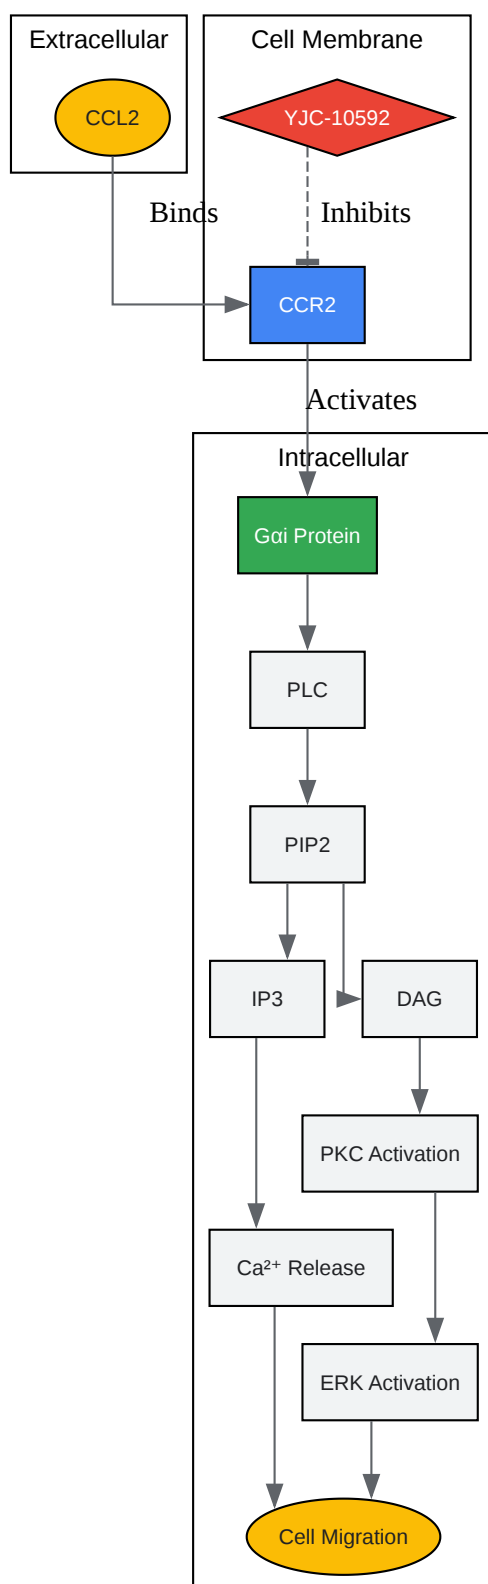 Extracellular
Cell Membrane
CCL2
YJC-10592
Binds
Inhibits
CCR2
Activates
Intracellular
Gαi Protein
PLC
PIP2
IP3
DAG
PKC Activation
Ca²⁺ Release
ERK Activation
Cell Migration